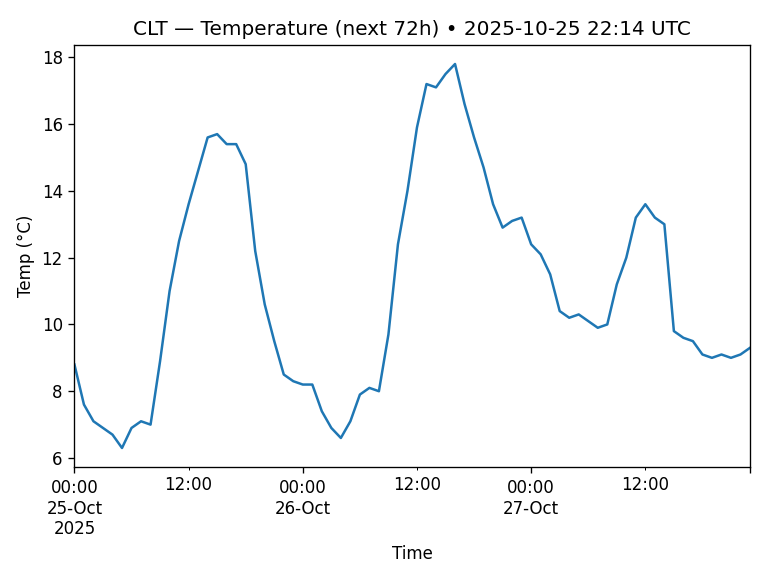 CLT — Temperature (next 72h) • 2025-10-25 22:14 UTC
Temp (°C)
18
16
14
12
10
8
6
00:00 12:00 00:00 12:00 00:00 12:00
25-Oct 26-Oct 27-Oct
2025
Time